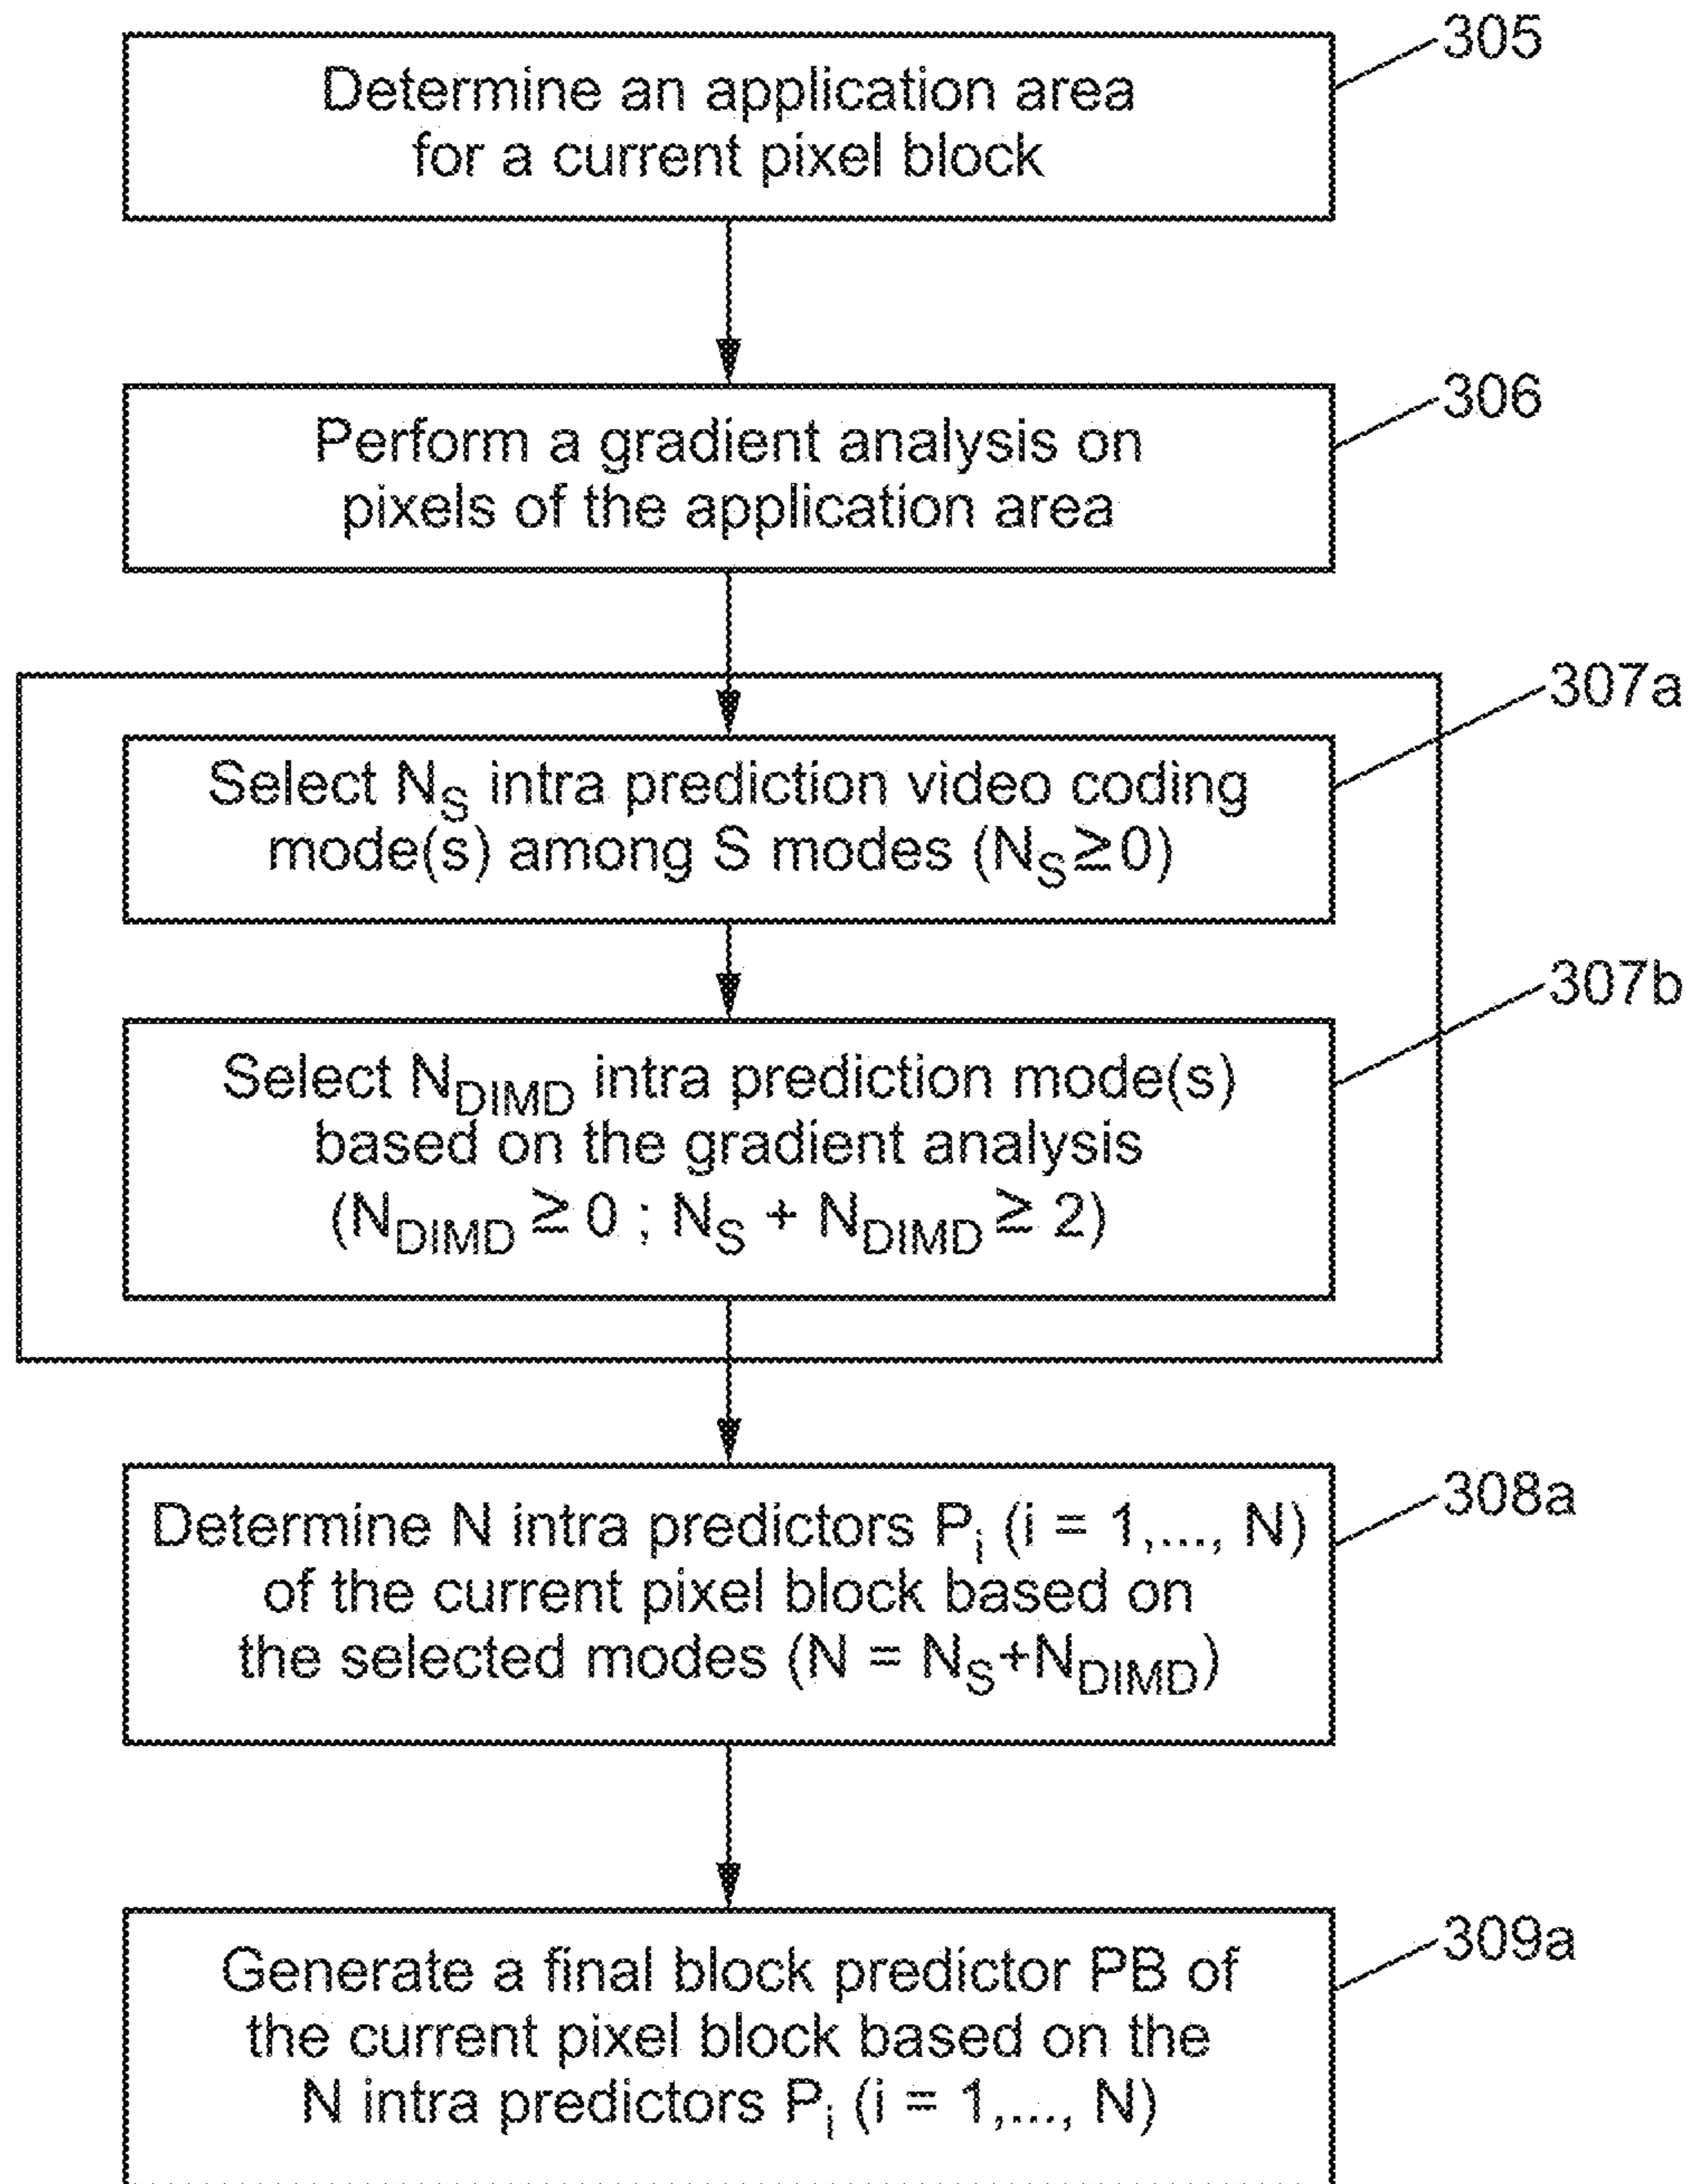 305
Determine an application area
for a current pixel block
306
Perform a gradient analysis on
pixels of the application area
307a
Select N_S intra prediction video coding
mode(s) among S modes (N_S ≥ 0)
307b
Select N_DIMD intra prediction mode(s)
based on the gradient analysis
(N_DIMD ≥ 0 ; N_S + N_DIMD ≥ 2)
308a
Determine N intra predictors P_i (i = 1,..., N)
of the current pixel block based on
the selected modes (N = N_S+N_DIMD)
309a
Generate a final block predictor PB of
the current pixel block based on the
N intra predictors P_i (i = 1,..., N)